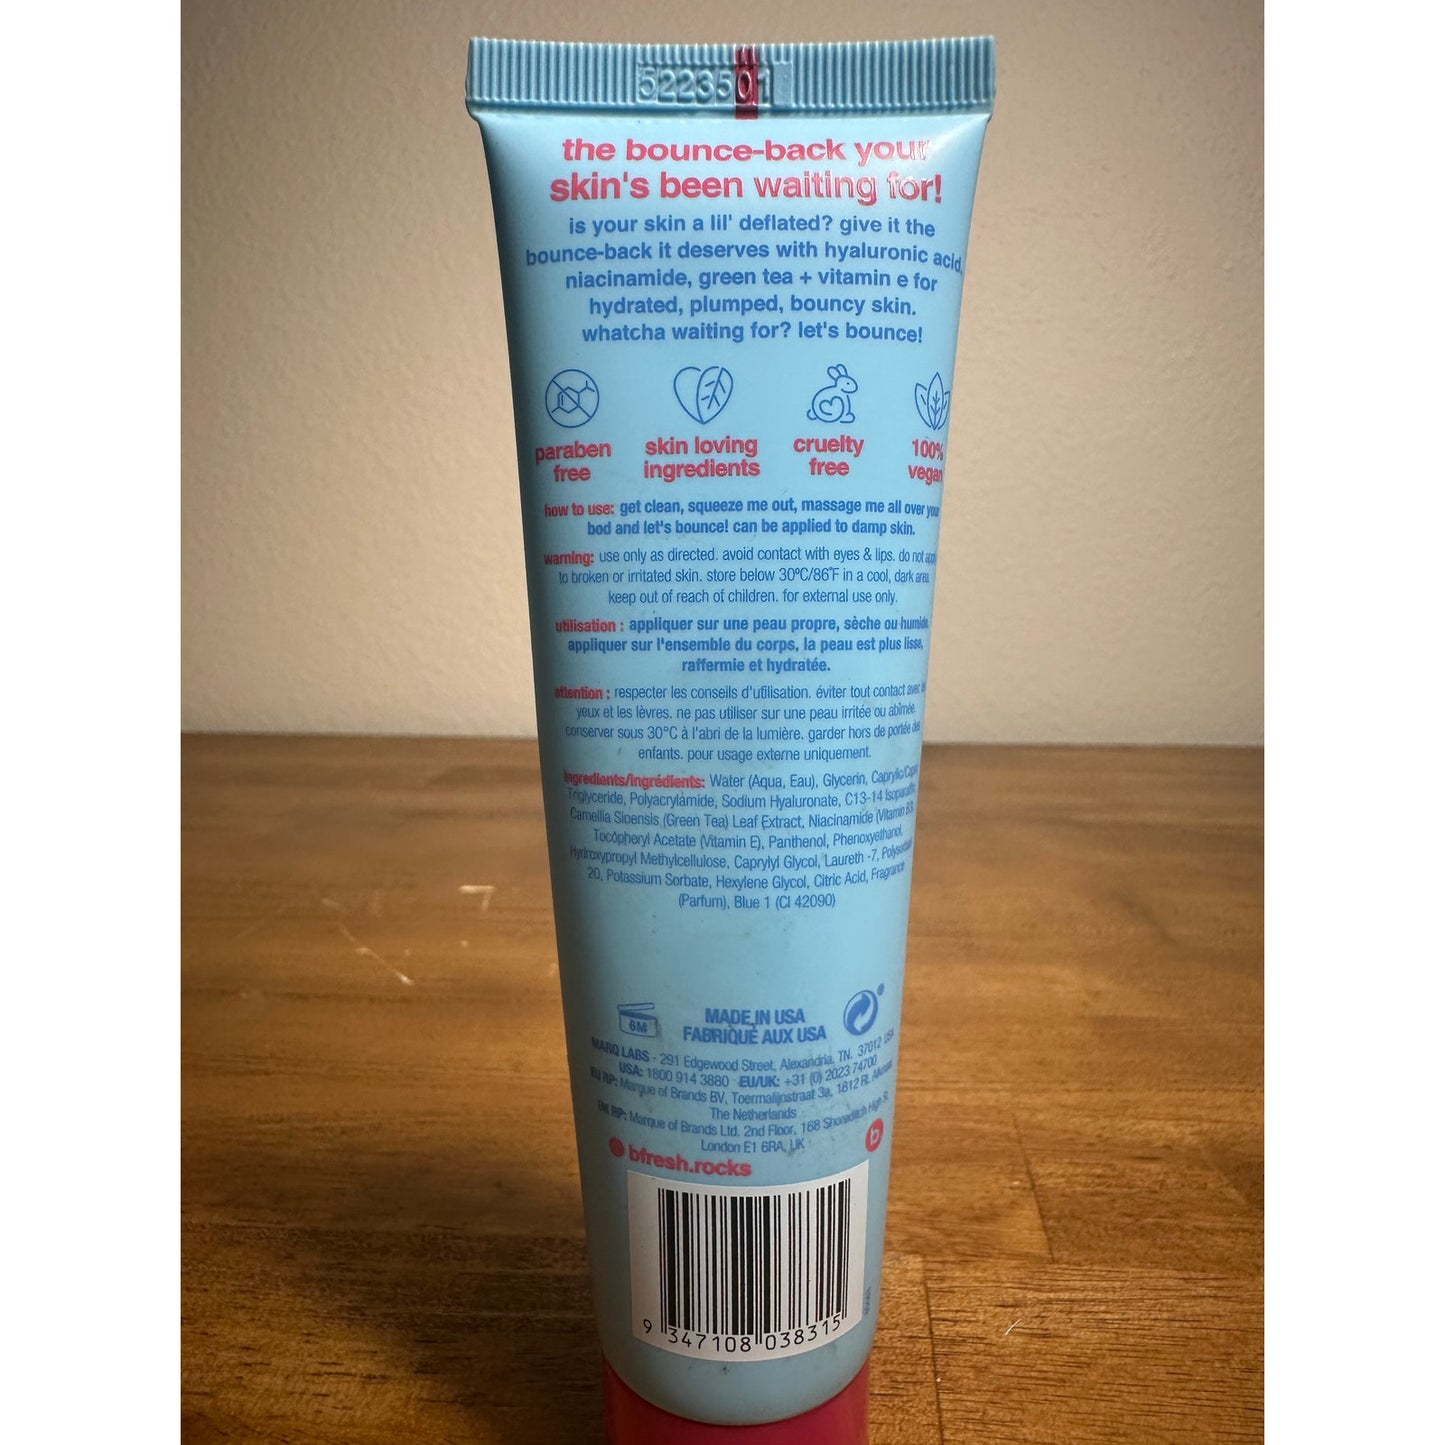 5223501
the bounce-back your
skin's been waiting for!
is your skin a lil' deflated? give it the
bounce-back it deserves with hyaluronic acid,
niacinamide, green tea + vitamin e for
hydrated, plumped, bouncy skin.
whatcha waiting for? let's bounce!
paraben free
skin loving ingredients
cruelty free
100% vegan
how to use: get clean, squeeze me out, massage me all over your
bod and let's bounce! can be applied to damp skin.
warning: use only as directed. avoid contact with eyes & lips. do not
to broken or irritated skin. store below 30°C/86°F in a cool, dark area.
keep out of reach of children. for external use only.
utilisation : appliquer sur une peau propre, sèche ou humide.
appliquer sur l'ensemble du corps, la peau est plus lisse,
raffermie et hydratée.
attention : respecter les conseils d'utilisation. éviter tout contact avec
yeux et les lèvres. ne pas utiliser sur une peau irritée ou abîmée.
conserver sous 30°C à l'abri de la lumière. garder hors de portée des
enfants. pour usage externe uniquement.
ingredients/ingrédients: Water (Aqua, Eau), Glycerin,
Triglyceride, Polyacrylamide, Sodium Hyaluronate, C13-14
Camellia Sinensis (Green Tea) Leaf Extract, Niacinamide (Vitamin B3),
Tocopheryl Acetate (Vitamin E), Panthenol, Phenoxyethanol,
Hydroxypropyl Methylcellulose, Caprylyl Glycol, Laureth -7,
20, Potassium Sorbate, Hexylene Glycol, Citric Acid, Fragrance
(Parfum), Blue 1 (CI 42090)
6M
MADE IN USA
FABRIQUÉ AUX USA
MARQ LABS - 291 Edgewood Street, Alexandria, TN. 37012 USA
USA: 1800 914 3880 EU/UK: +31 (0) 2023 74700
EU RP: Marque of Brands BV, Toermalijnstraat 3a, 1812 RL
The Netherlands
UK RP: Marque of Brands Ltd. 2nd Floor, 168 Shoreditch High St.
London E1 6RA, UK
bfresh.rocks
b
9 347108 038315